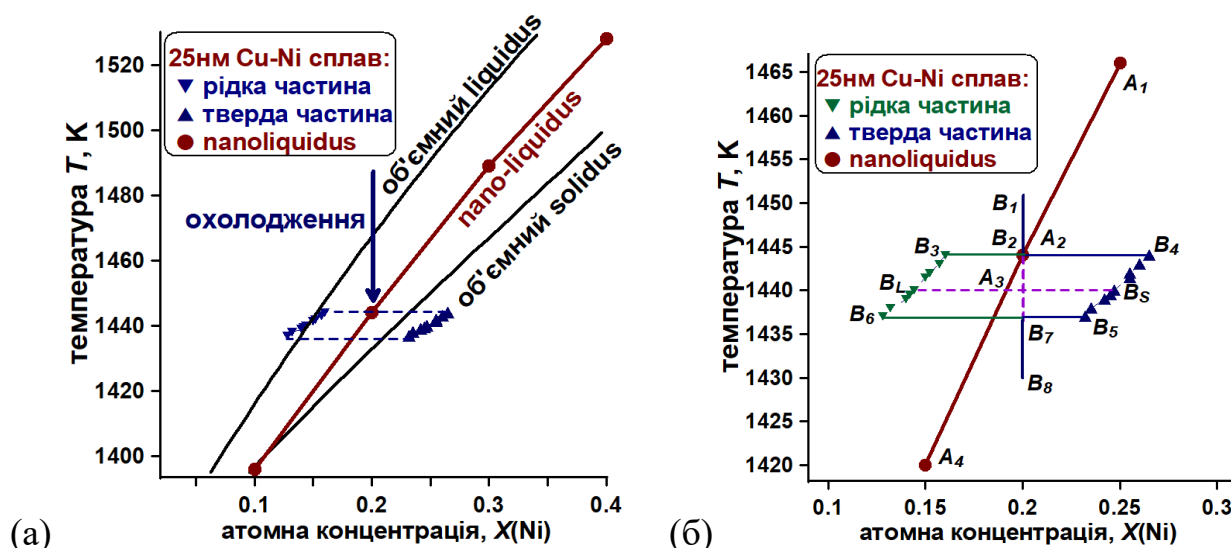 25нм Cu-Ni сплав:
рідка частина
тверда частина
nanoliquidus
об'ємний liquidus
nano-liquidus
об'ємний solidus
охолодження
температура T, K
1520
1500
1480
1460
1440
1420
1400
0.1
0.2
0.3
0.4
атомна концентрація, X(Ni)
(а)
25нм Cu-Ni сплав:
рідка частина
тверда частина
nanoliquidus
A1
B1
B2
A2
B3
B4
A3
BL
BS
B6
B7
B5
B8
A4
температура T, K
1465
1460
1455
1450
1445
1440
1435
1430
1425
1420
0.1
0.15
0.2
0.25
0.3
атомна концентрація, X(Ni)
(б)